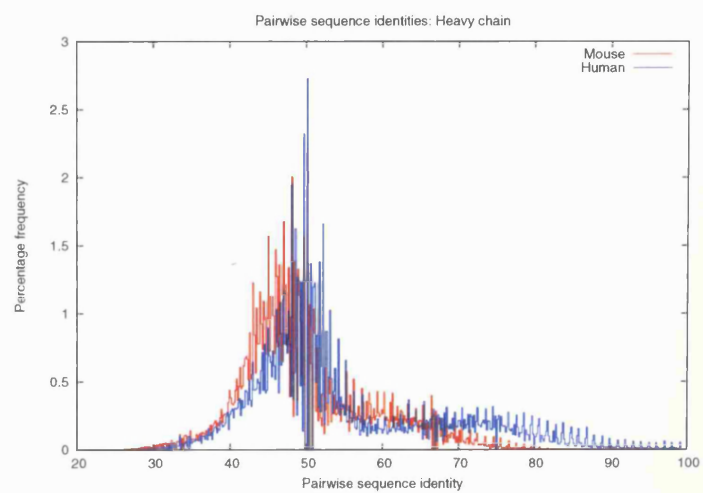 Pairwise sequence identities: Heavy chain
Mouse
Human
Percentage frequency
3
2.5
2
1.5
1
0.5
0
20 30 40 50 60 70 80 90 100
Pairwise sequence identity